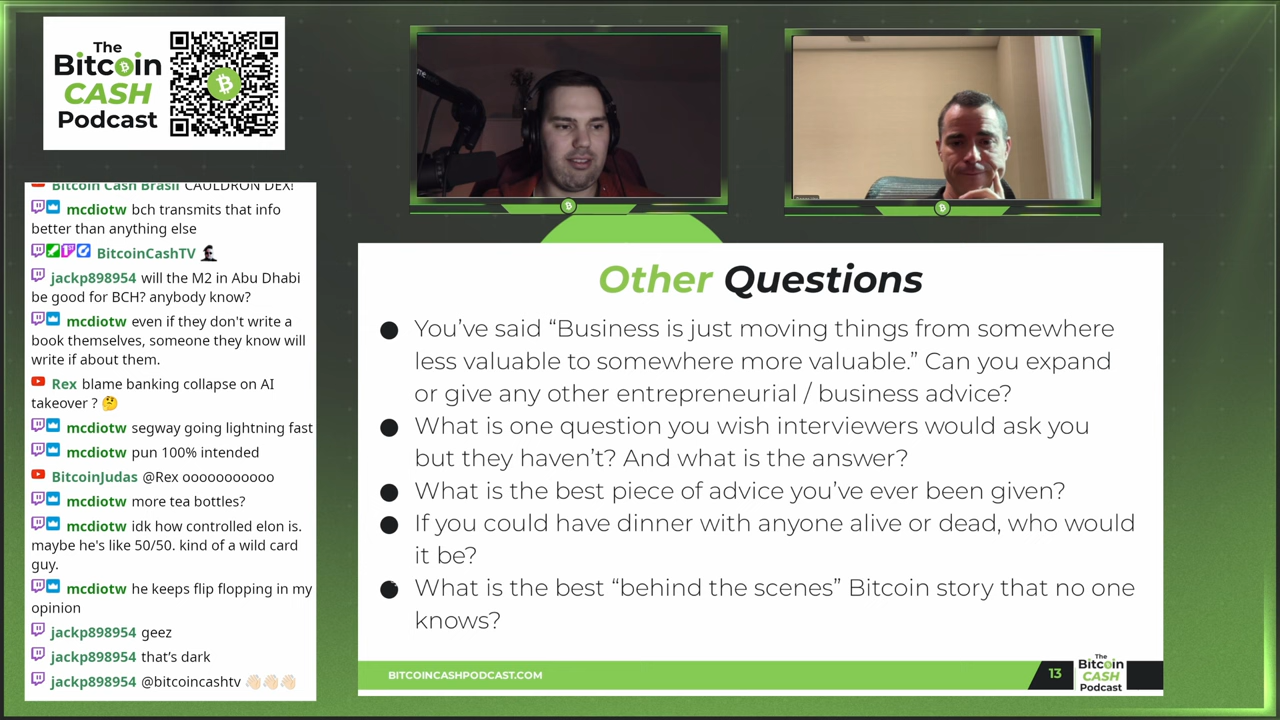 The
Bitcoin
CASH
Podcast
Bitcoin Cash Brasil CAULDRON DEX!
mcdiotw bch transmits that info
better than anything else
BitcoinCashTV
jackp898954 will the M2 in Abu Dhabi
be good for BCH? anybody know?
mcdiotw even if they don't write a
book themselves, someone they know will
write if about them.
Rex blame banking collapse on AI
takeover ? 🤔
mcdiotw segway going lightning fast
mcdiotw pun 100% intended
BitcoinJudas @Rex ooooooooooo
mcdiotw more tea bottles?
mcdiotw idk how controlled elon is.
maybe he's like 50/50. kind of a wild card
guy.
mcdiotw he keeps flip flopping in my
opinion
jackp898954 geez
jackp898954 that's dark
jackp898954 @bitcoincashtv 👋🏻👋🏻👋🏻
Other Questions
● You've said “Business is just moving things from somewhere
less valuable to somewhere more valuable.” Can you expand
or give any other entrepreneurial / business advice?
● What is one question you wish interviewers would ask you
but they haven't? And what is the answer?
● What is the best piece of advice you've ever been given?
● If you could have dinner with anyone alive or dead, who would
it be?
● What is the best “behind the scenes” Bitcoin story that no one
knows?
BITCOINCASHPODCAST.COM
13
The
Bitcoin
CASH
Podcast